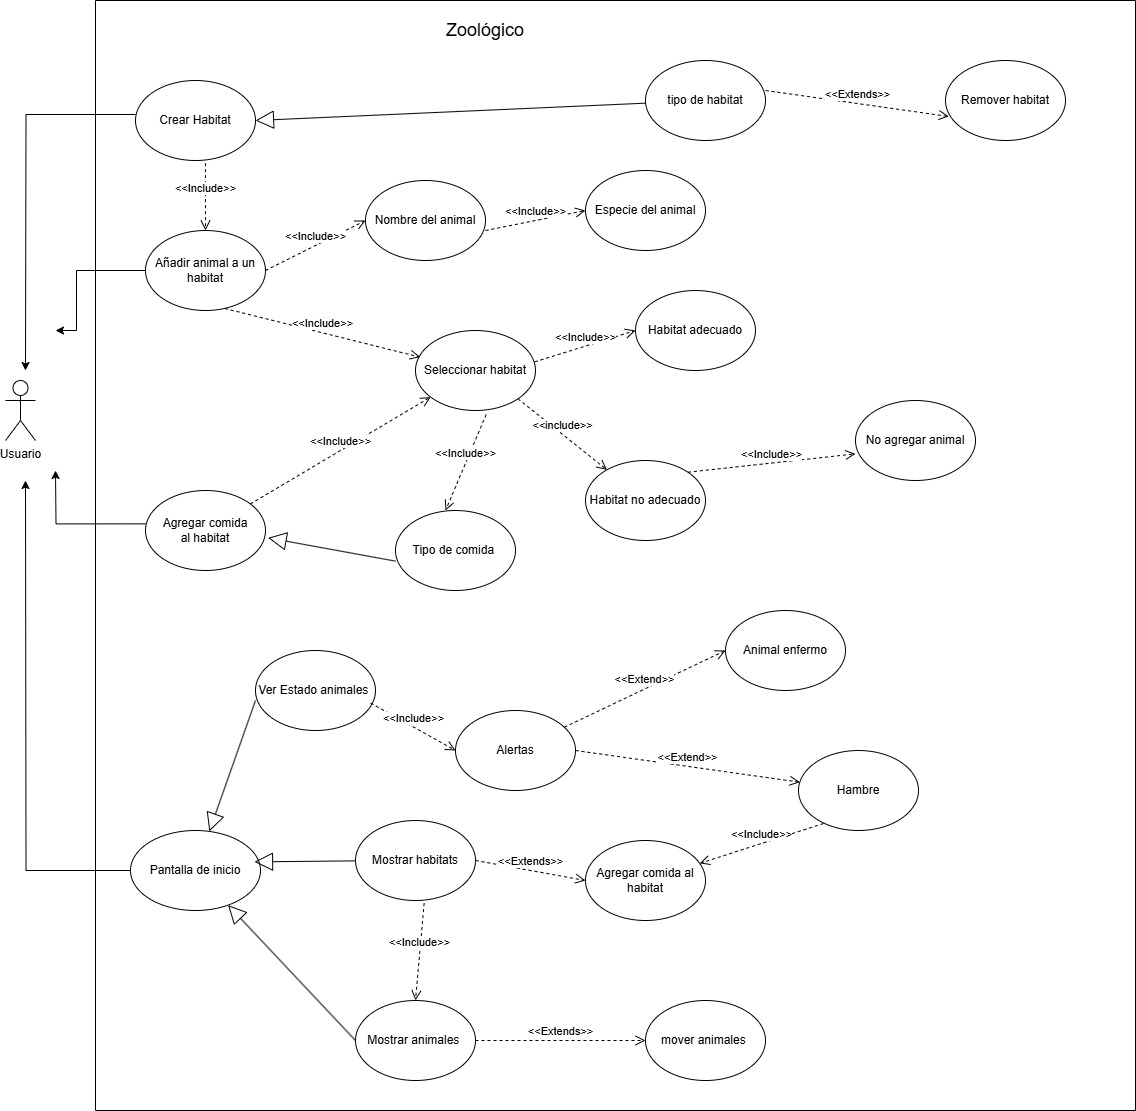 Zoológico
Crear Habitat
tipo de habitat
<<Extends>>
Remover habitat
<<Include>>
Nombre del animal
<<Include>>
Especie del animal
<<Include>>
Añadir animal a un
habitat
<<Include>>
Seleccionar habitat
<<Include>>
Habitat adecuado
<<include>>
Habitat no adecuado
<<Include>>
No agregar animal
<<Include>>
<<Include>>
Usuario
Agregar comida
al habitat
Tipo de comida
Ver Estado animales
<<Include>>
Alertas
<<Extend>>
Animal enfermo
<<Extend>>
Hambre
<<Include>>
Pantalla de inicio
Mostrar habitats
<<Extends>>
Agregar comida al
habitat
<<Include>>
Mostrar animales
<<Extends>>
mover animales